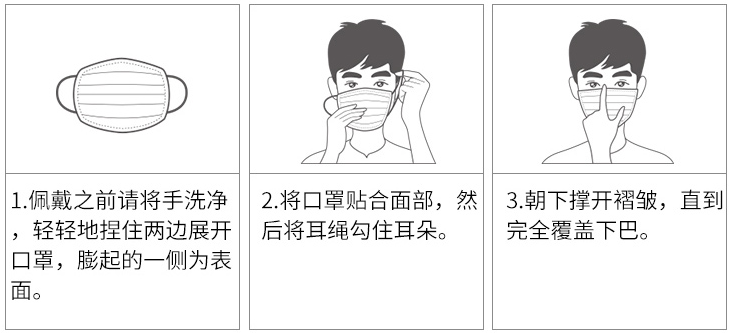 1.佩戴之前请将手洗净
，轻轻地捏住两边展开
口罩，膨起的一侧为表
面。
2.将口罩贴合面部，然
后将耳绳勾住耳朵。
3.朝下撑开褶皱，直到
完全覆盖下巴。